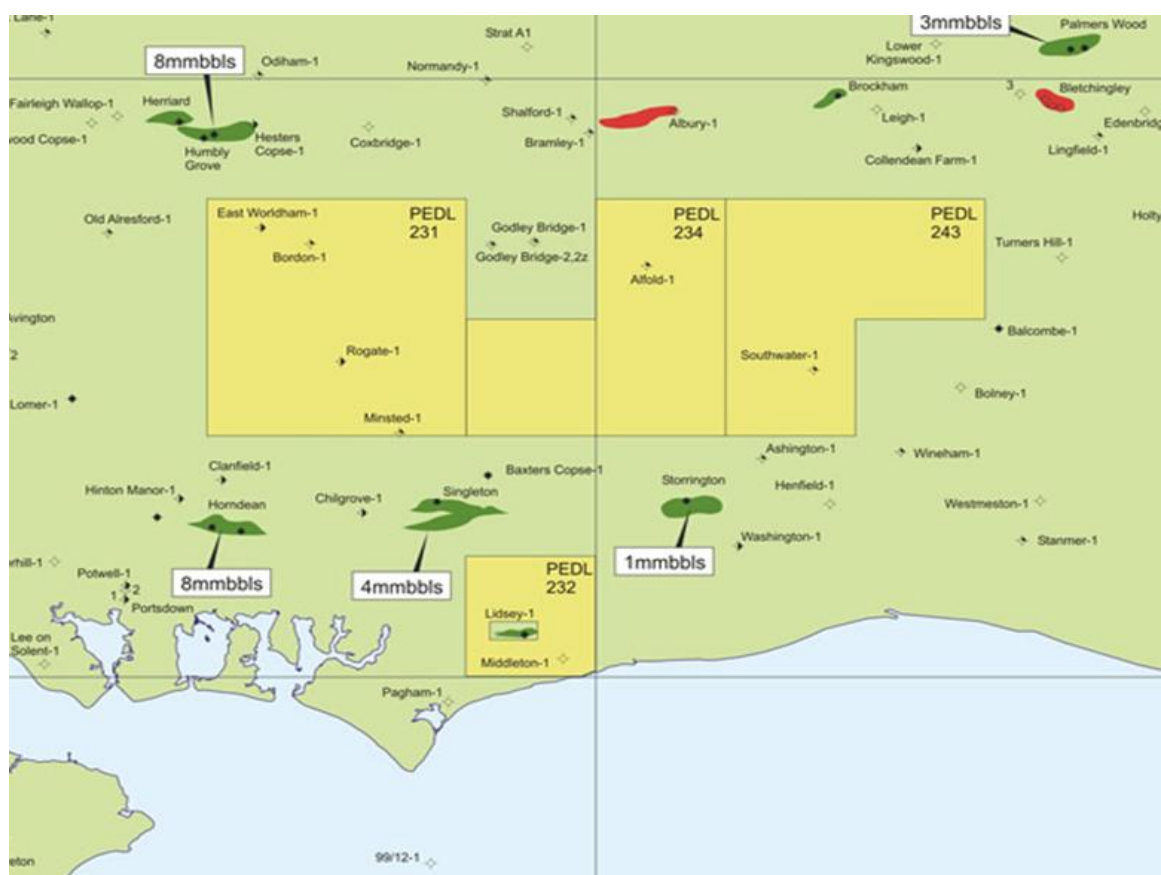 Lane-1
Strat A1
3mmbbls
Palmers Wood
Lower
Kingswood-1
8mmbbls
Odiham-1
Normandy-1
Herriard
Fairleigh Wallop-1
wood Copse-1
Humbly
Grove
Hesters
Copse-1
Coxbridge-1
Shalford-1
Bramley-1
Albury-1
Brockham
Leigh-1
Collendean Farm-1
3
Bletchingley
Edenbridg
Lingfield-1
Old Alresford-1
East Worldham-1
Bordon-1
PEDL
231
Godley Bridge-1
Godley Bridge-2,2z
PEDL
234
Alfold-1
PEDL
243
Turners Hill-1
Holty
Avington
2
Rogate-1
Southwater-1
Balcombe-1
Lomer-1
Minsted-1
Bolney-1
Clanfield-1
Hinton Manor-1
Horndean
Chilgrove-1
Baxters Copse-1
Singleton
Storrington
Ashington-1
Henfield-1
Wineham-1
Westmeston-1
Washington-1
Stanmer-1
8mmbbls
4mmbbls
1mmbbls
rhill-1
Potwell-1
1
2
Portsdown
PEDL
232
Lidsey-1
Middleton-1
Lee on
Solent-1
Pagham-1
99/12-1
eton